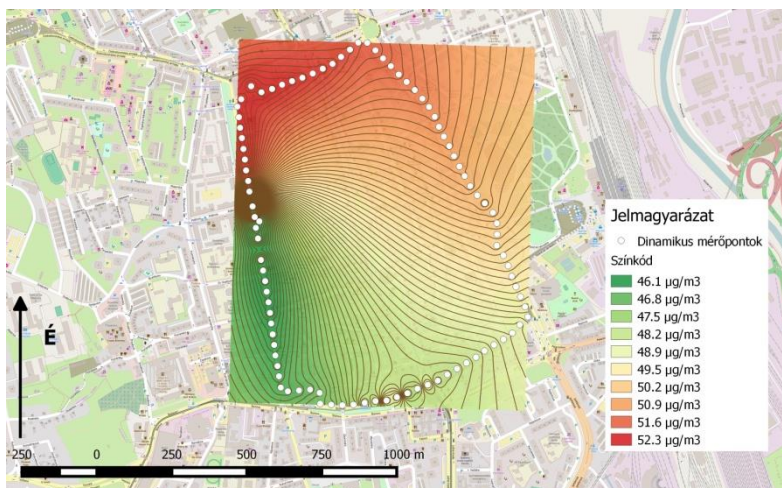 Jelmagyarázat
Dinamikus mérőpontok
Színkód
46.1 µg/m3
46.8 µg/m3
47.5 µg/m3
48.2 µg/m3
48.9 µg/m3
49.5 µg/m3
50.2 µg/m3
50.9 µg/m3
51.6 µg/m3
52.3 µg/m3
É
250 0 250 500 750 1000 m